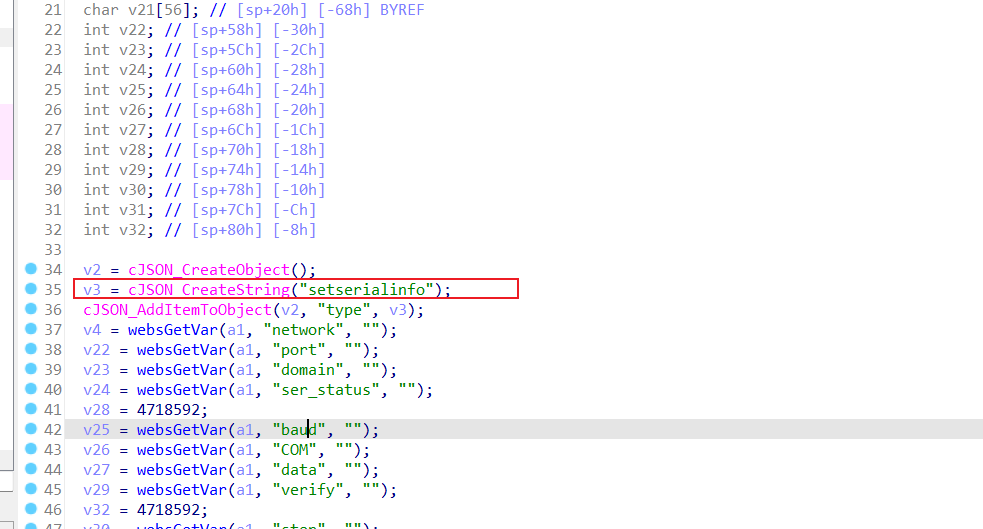 21 char v21[56]; // [sp+20h] [-68h] BYREF
22 int v22; // [sp+58h] [-30h]
23 int v23; // [sp+5Ch] [-2Ch]
24 int v24; // [sp+60h] [-28h]
25 int v25; // [sp+64h] [-24h]
26 int v26; // [sp+68h] [-20h]
27 int v27; // [sp+6Ch] [-1Ch]
28 int v28; // [sp+70h] [-18h]
29 int v29; // [sp+74h] [-14h]
30 int v30; // [sp+78h] [-10h]
31 int v31; // [sp+7Ch] [-Ch]
32 int v32; // [sp+80h] [-8h]
33
34 v2 = cJSON_CreateObject();
35 v3 = cJSON_CreateString("setserialinfo");
36 cJSON_AddItemToObject(v2, "type", v3);
37 v4 = websGetVar(a1, "network", "");
38 v22 = websGetVar(a1, "port", "");
39 v23 = websGetVar(a1, "domain", "");
40 v24 = websGetVar(a1, "ser_status", "");
41 v28 = 4718592;
42 v25 = websGetVar(a1, "baud", "");
43 v26 = websGetVar(a1, "COM", "");
44 v27 = websGetVar(a1, "data", "");
45 v29 = websGetVar(a1, "verify", "");
46 v32 = 4718592;
47 v30 = websGetVar(a1, "stop", "");